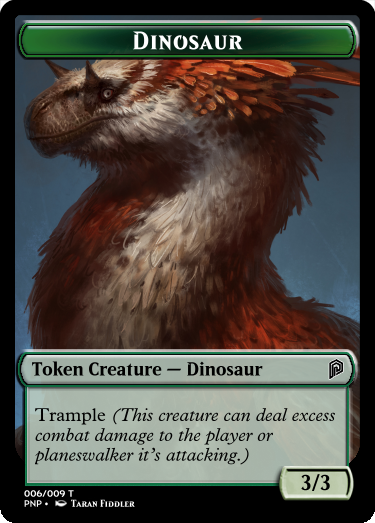 Dinosaur
Token Creature — Dinosaur
Trample (This creature can deal excess
combat damage to the player or
planeswalker it's attacking.)
3/3
006/009 T
PNP • Taran Fiddler